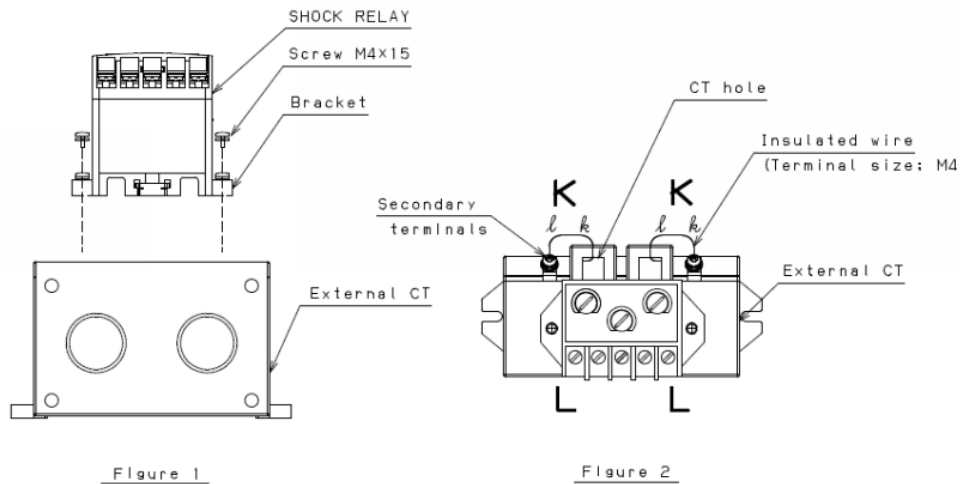 SHOCK RELAY
Screw M4×15
Bracket
External CT
Figure 1
CT hole
Insulated wire
(Terminal size; M4
K K
l k l k
Secondary
terminals
External CT
L L
Figure 2